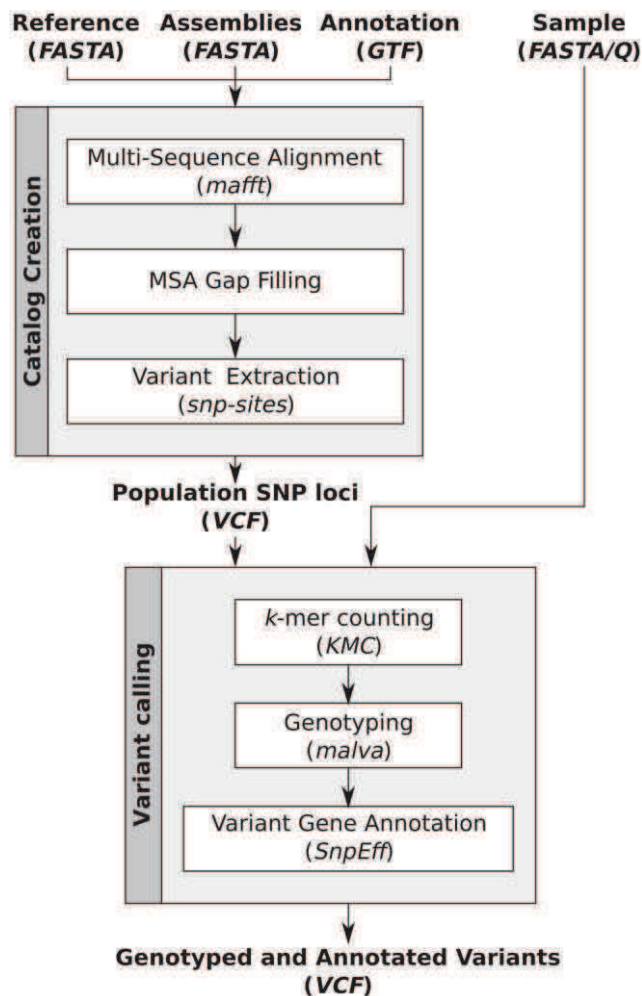 Reference
(FASTA)
Assemblies
(FASTA)
Annotation
(GTF)
Sample
(FASTA/Q)
Catalog Creation
Multi-Sequence Alignment
(mafft)
MSA Gap Filling
Variant Extraction
(snp-sites)
Population SNP loci
(VCF)
Variant calling
k-mer counting
(KMC)
Genotyping
(malva)
Variant Gene Annotation
(SnpEff)
Genotyped and Annotated Variants
(VCF)